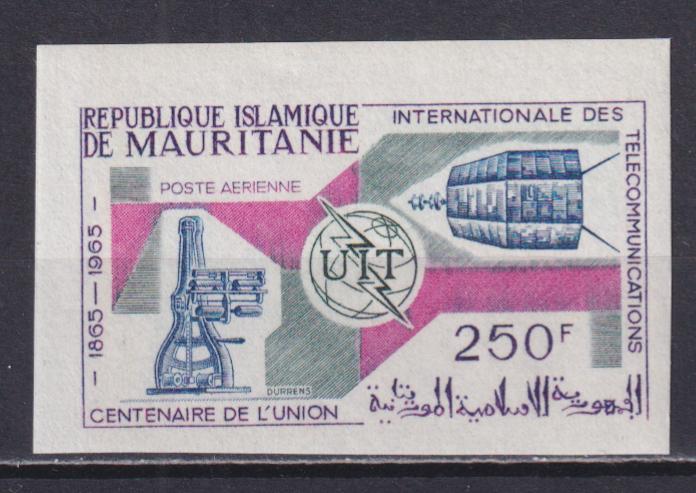 REPUBLIQUE ISLAMIQUE
DE MAURITANIE
INTERNATIONALE DES
TELECOMMUNICATIONS
POSTE AERIENNE
1865-1965
UIT
250F
DURRENS
CENTENAIRE DE L'UNION
الجمهورية الاسلامية الموريتانية